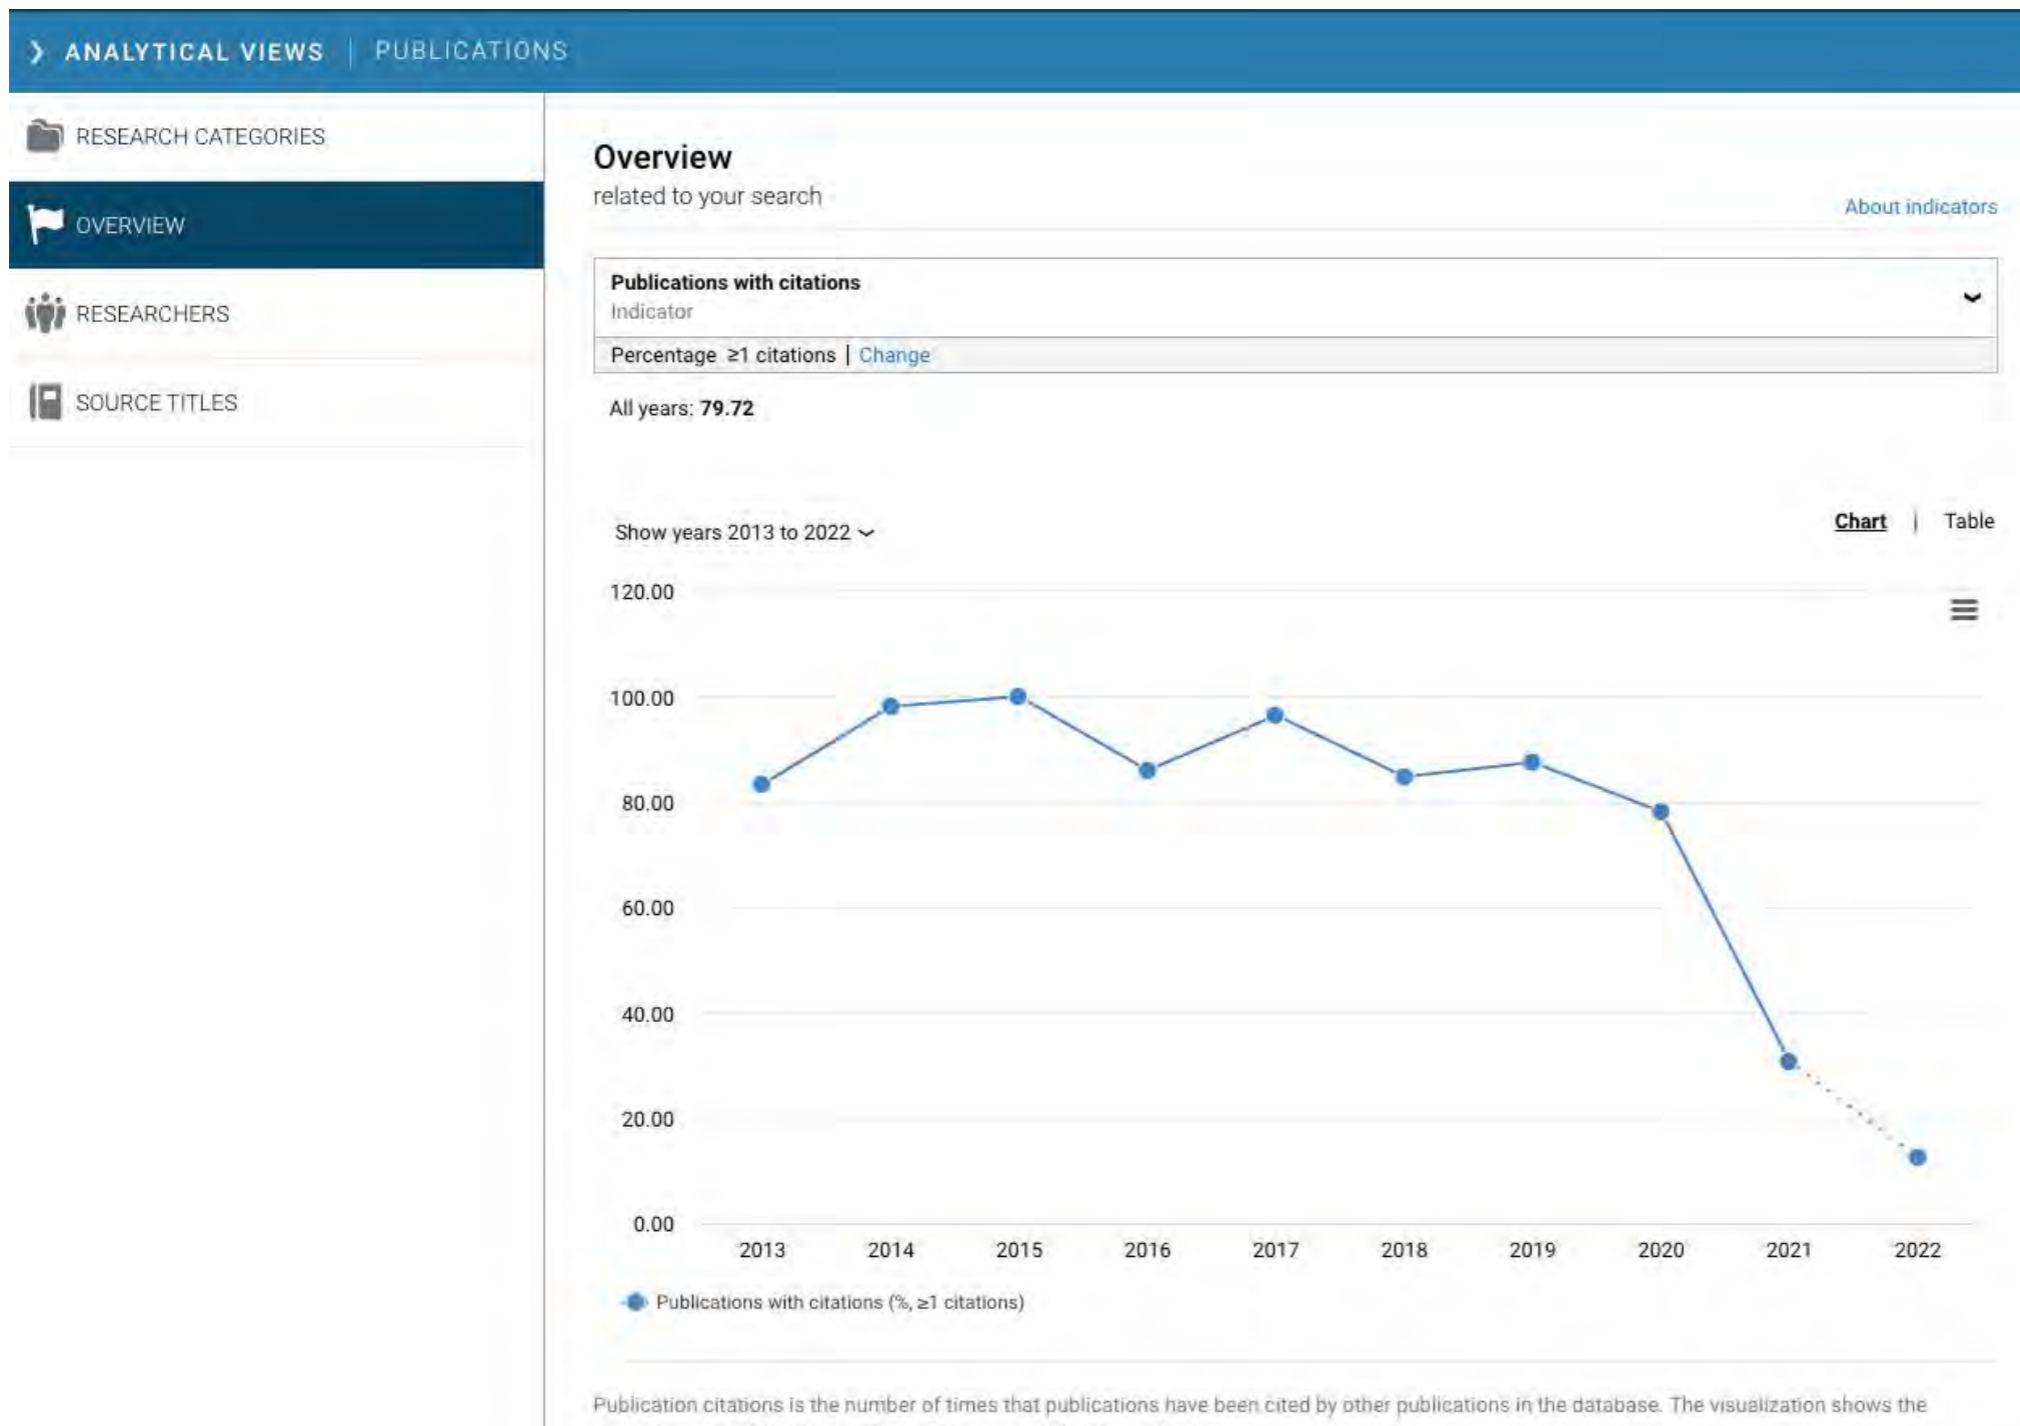 ❯ ANALYTICAL VIEWS | PUBLICATIONS
RESEARCH CATEGORIES
OVERVIEW
RESEARCHERS
SOURCE TITLES
Overview
related to your search
About indicators
Publications with citations
Indicator
Percentage ≥1 citations | Change
All years: 79.72
Show years 2013 to 2022
Chart | Table
120.00
100.00
80.00
60.00
40.00
20.00
0.00
2013 2014 2015 2016 2017 2018 2019 2020 2021 2022
Publications with citations (%, ≥1 citations)
Publication citations is the number of times that publications have been cited by other publications in the database. The visualization shows the